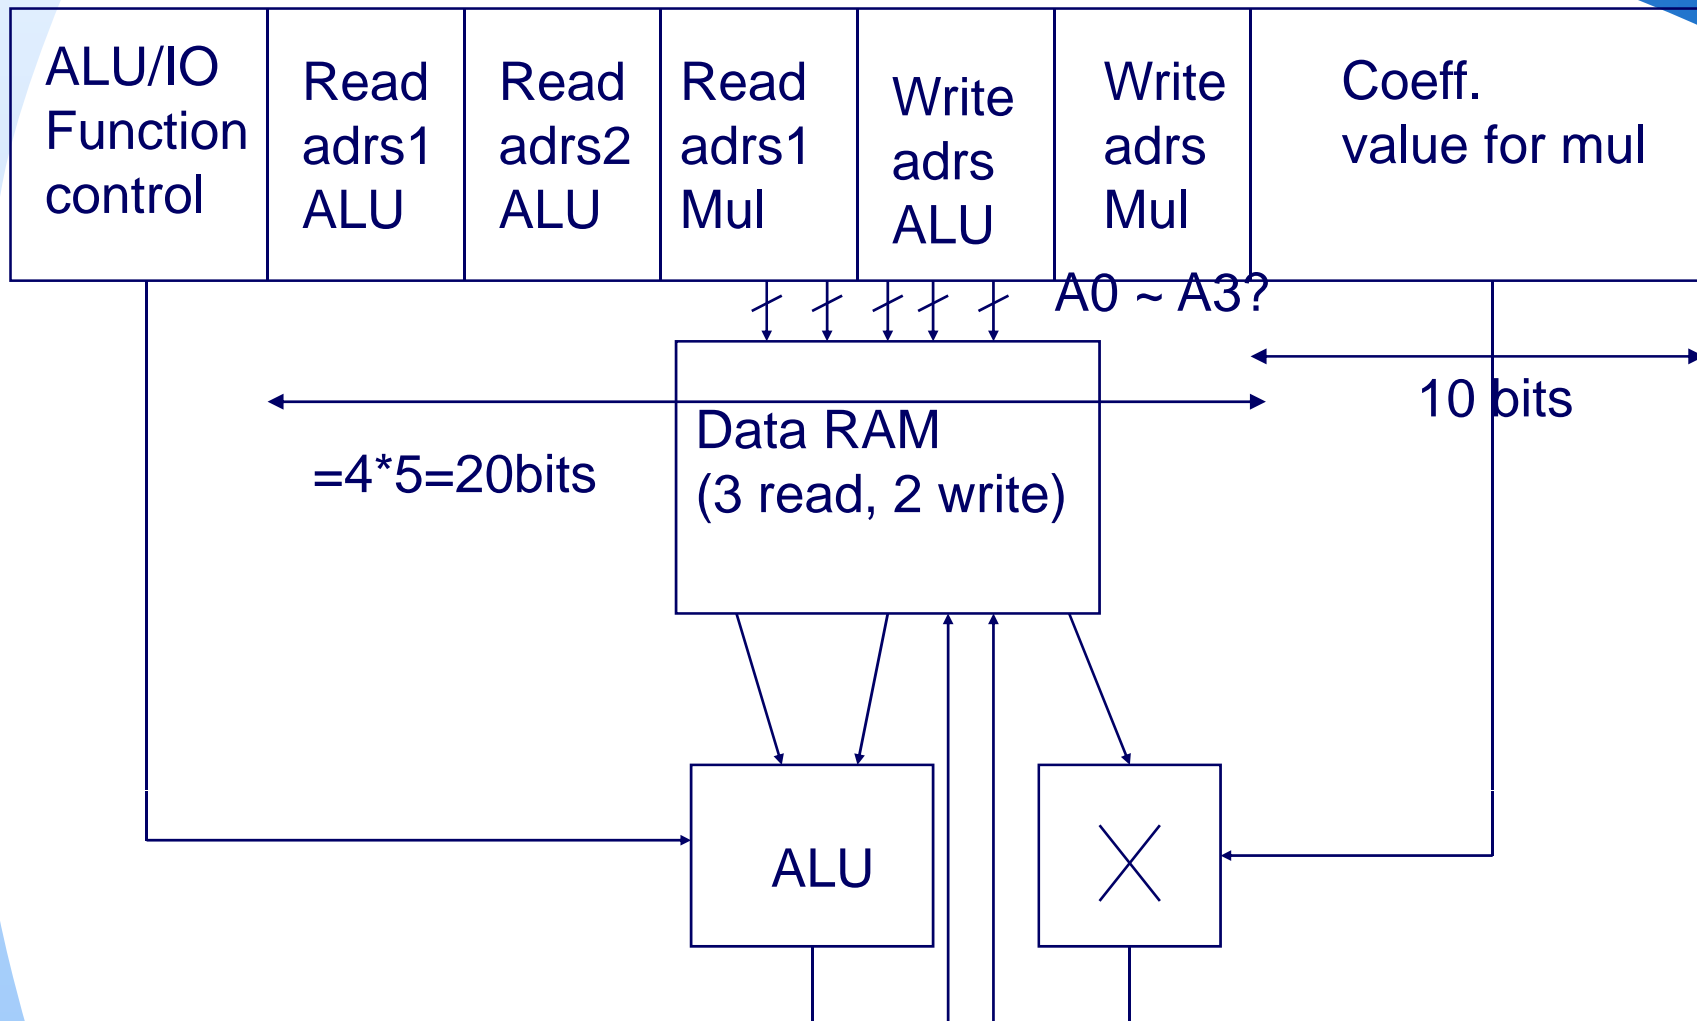 ALU/IO
Function
control
Read
adrs1
ALU
Read
adrs2
ALU
Read
adrs1
Mul
Write
adrs
ALU
Write
adrs
Mul
Coeff.
value for mul
A0 ~ A3?
10 bits
=4*5=20bits
Data RAM
(3 read, 2 write)
ALU